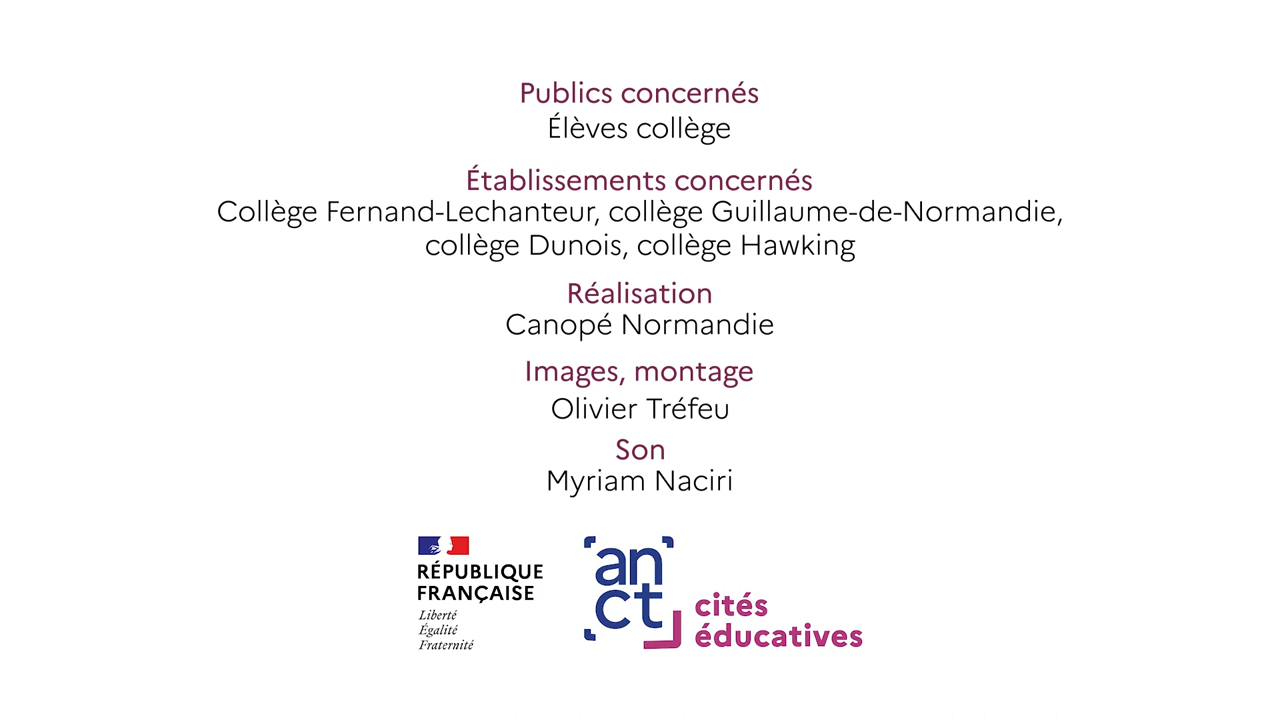 Publics concernés
Élèves collège
Établissements concernés
Collège Fernand-Lechanteur, collège Guillaume-de-Normandie,
collège Dunois, collège Hawking
Réalisation
Canopé Normandie
Images, montage
Olivier Tréfeu
Son
Myriam Naciri
RÉPUBLIQUE
FRANÇAISE
Liberté
Égalité
Fraternité
an
ct
cités
éducatives